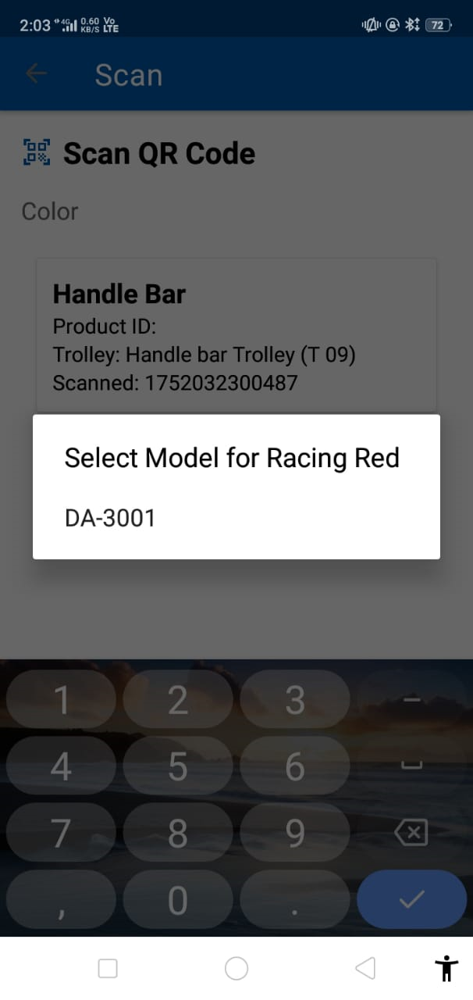 2:03 4G 0.60 KB/S Vo LTE 72
Scan
Scan QR Code
Color
Handle Bar
Product ID:
Trolley: Handle bar Trolley (T 09)
Scanned: 1752032300487
Select Model for Racing Red
DA-3001
1 2 3 -
4 5 6
7 8 9
, 0 .